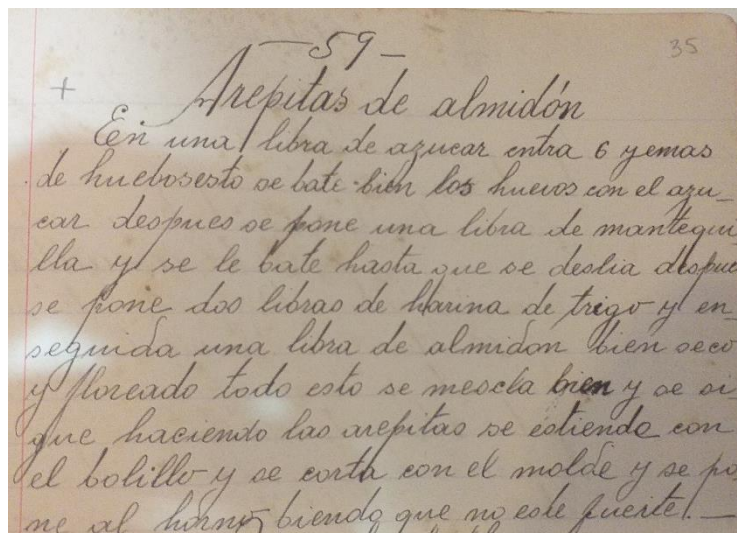 — 59 —
35
+
Arepitas de almidón
En una libra de azucar entra 6 yemas
de huebosesto se bate bien los huevos con el azu_
car despues se pone una libra de mantequi
lla y se le bate hasta que se deslia despue
se pone dos libras de harina de trigo y en_
seguida una libra de almidon bien seco
y floreado todo esto se mescla bien y se si_
gue haciendo las arepitas se estiende con
el bolillo y se corta con el molde y se po
ne al horno biendo que no este fuerte. —